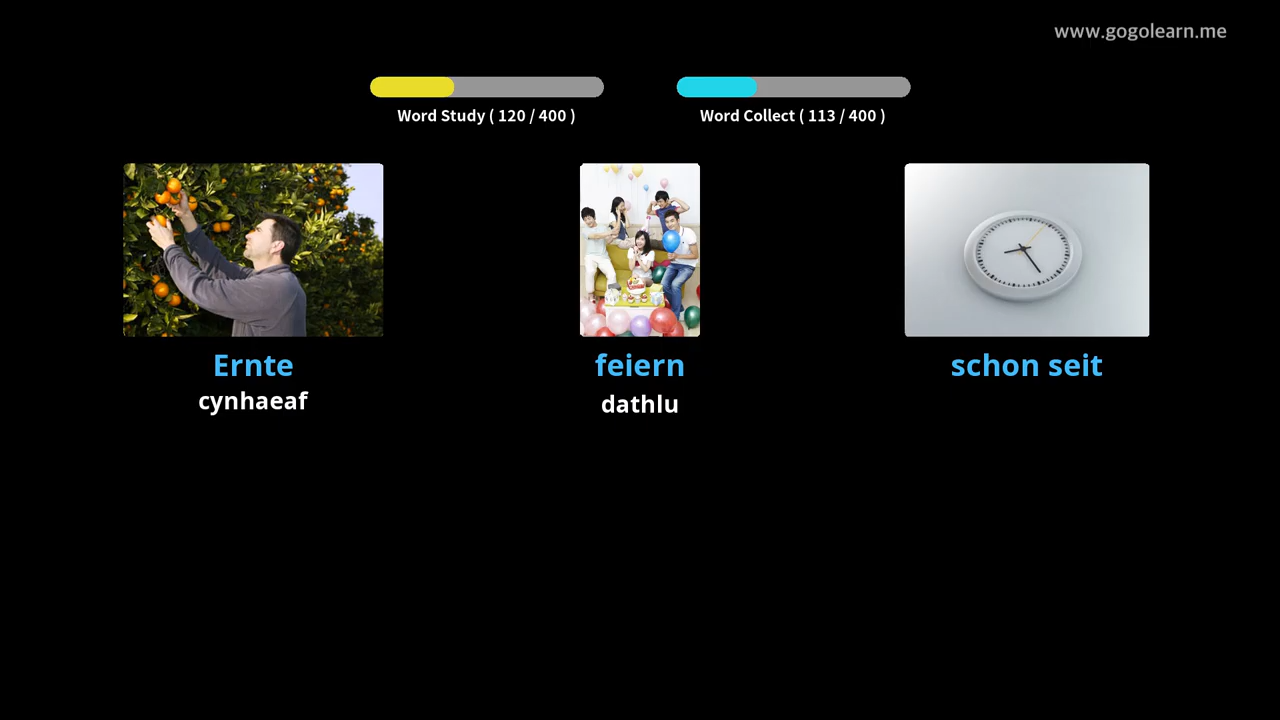 www.gogolearn.me
Word Study ( 120 / 400 )
Word Collect ( 113 / 400 )
Ernte
cynhaeaf
feiern
dathlu
schon seit